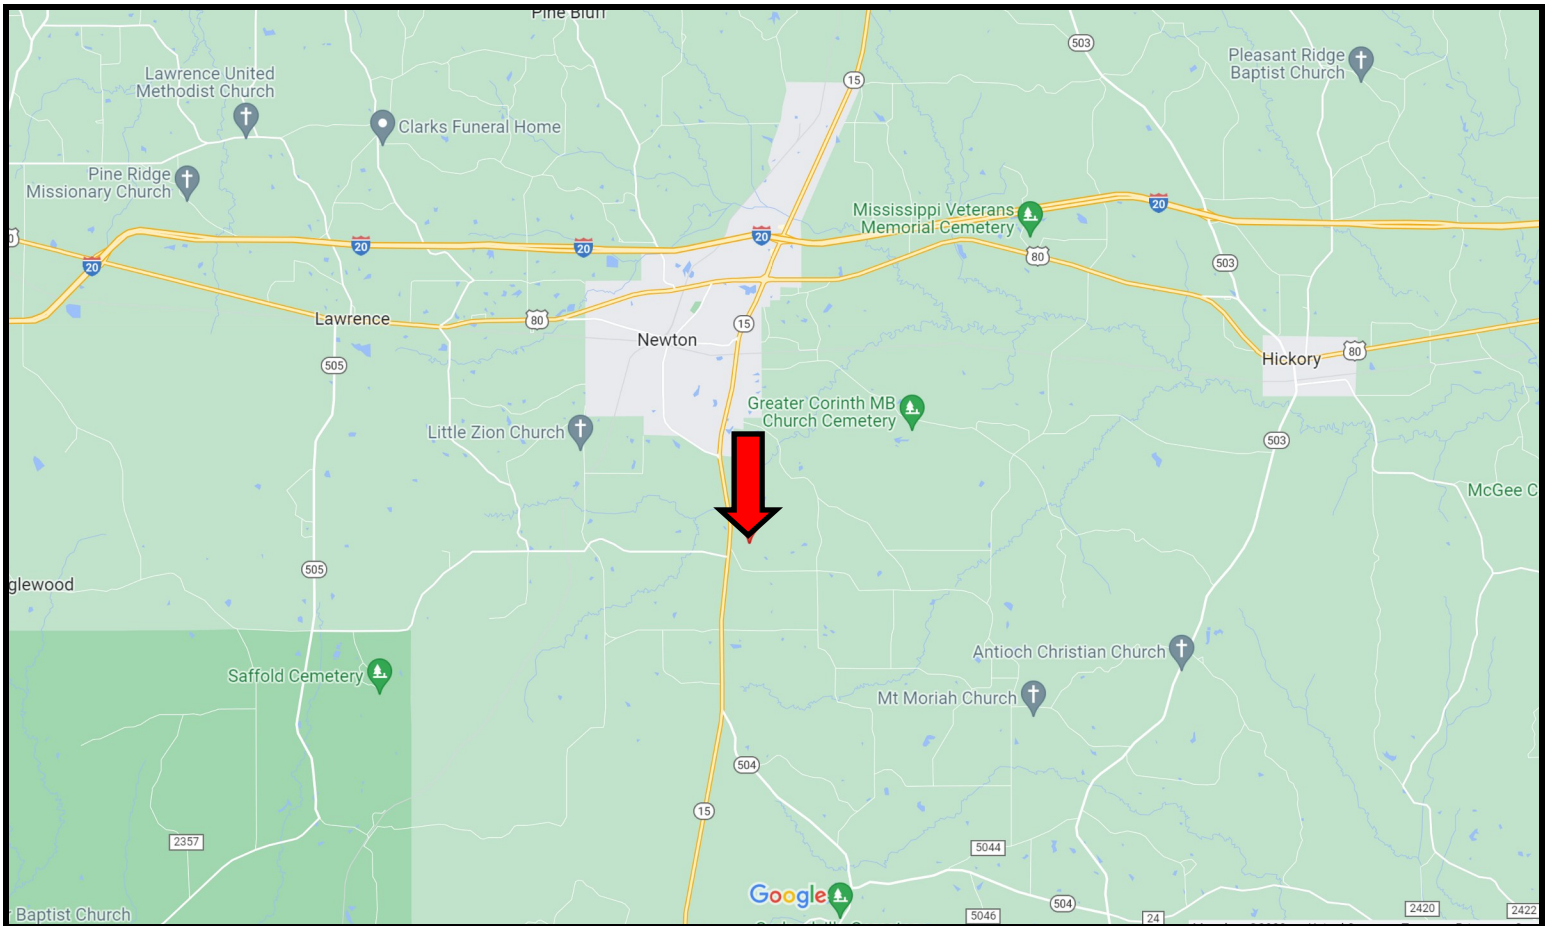 Pine Bluff
503
Pleasant Ridge
Baptist Church
Lawrence United
Methodist Church
15
Clarks Funeral Home
Pine Ridge
Missionary Church
20
Mississippi Veterans
Memorial Cemetery
20
20
20
20
80
503
Lawrence
80
15
Newton
Hickory
80
505
Greater Corinth MB
Church Cemetery
Little Zion Church
503
McGee C
505
glewood
Saffold Cemetery
Antioch Christian Church
Mt Moriah Church
504
15
2357
5044
Google
504
Baptist Church
5046
24
2420
2422